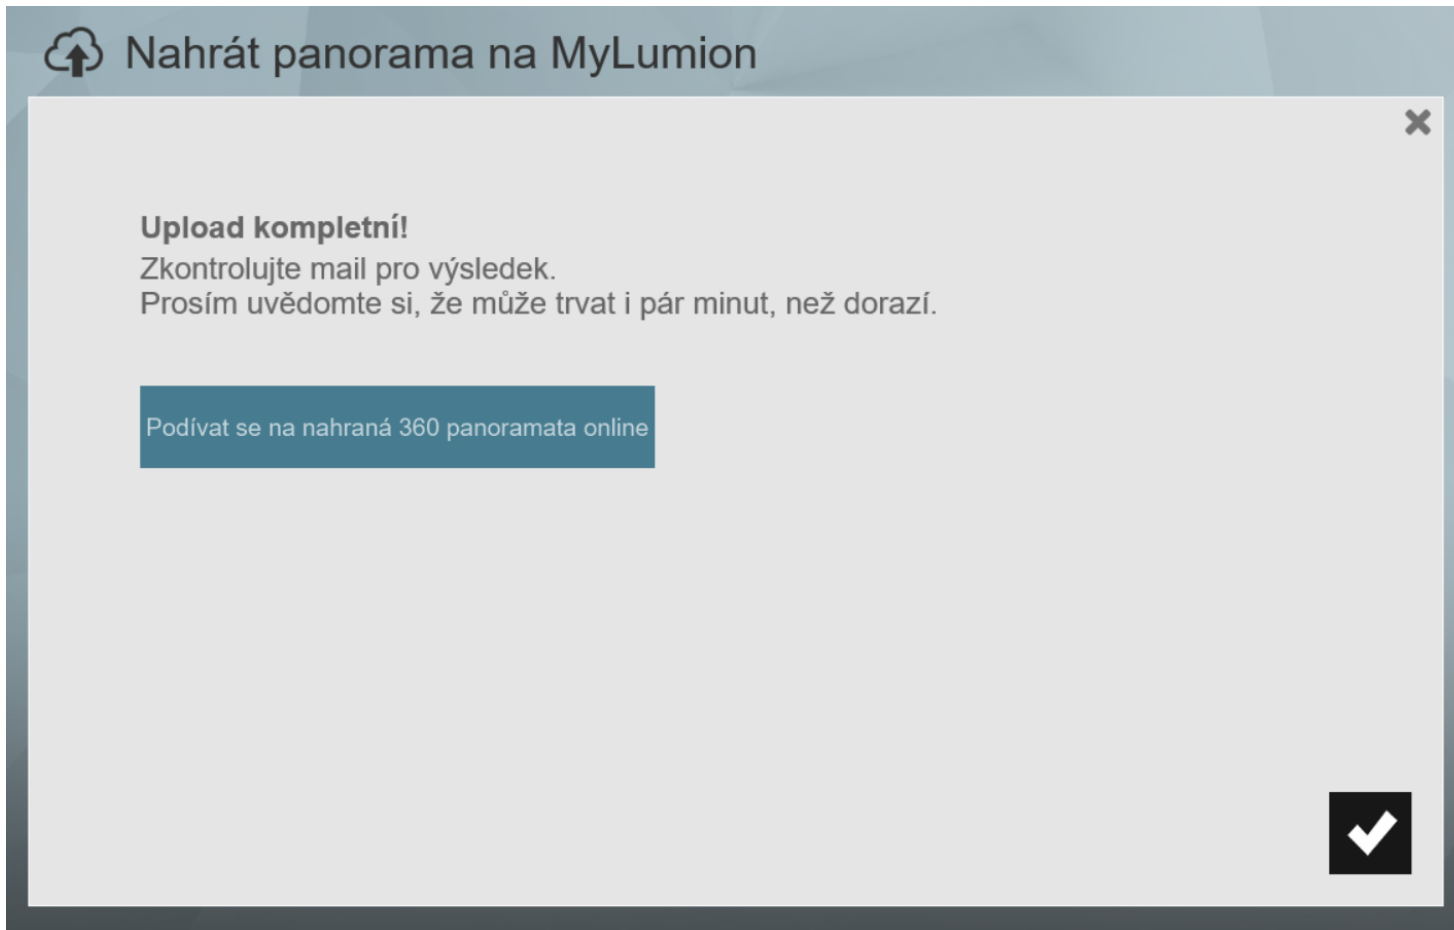 Nahrát panorama na MyLumion
Upload kompletní!
Zkontrolujte mail pro výsledek.
Prosím uvědomte si, že může trvat i pár minut, než dorazí.
Podívat se na nahraná 360 panoramata online